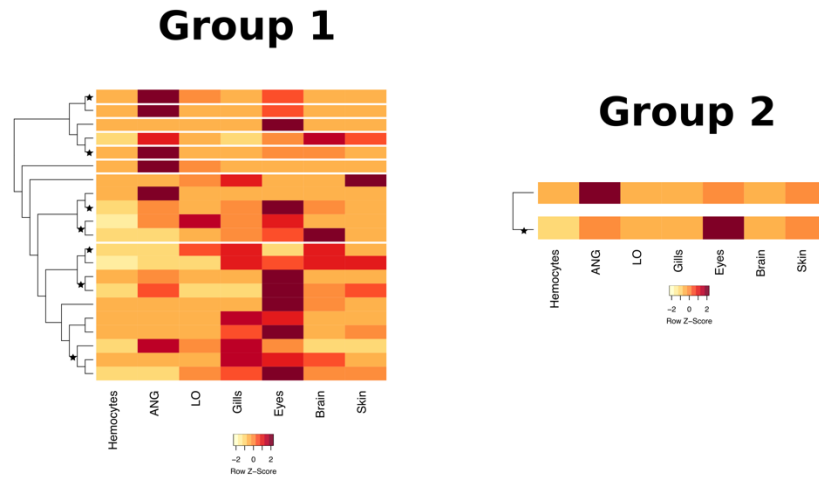 Group 1
Group 2
Hemocytes
ANG
LO
Gills
Eyes
Brain
Skin
-2 0 2
Row Z-Score
Hemocytes
ANG
LO
Gills
Eyes
Brain
Skin
-2 0 2
Row Z-Score